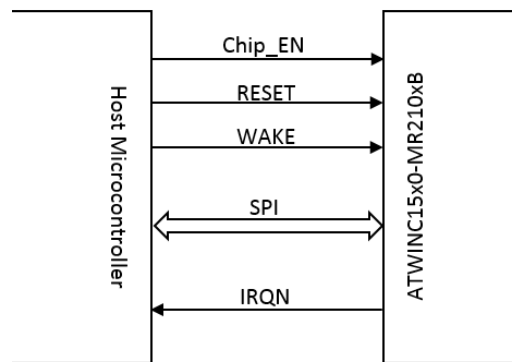 Chip_EN
RESET
WAKE
SPI
IRQN
Host Microcontroller
ATWINC15x0-MR210xB